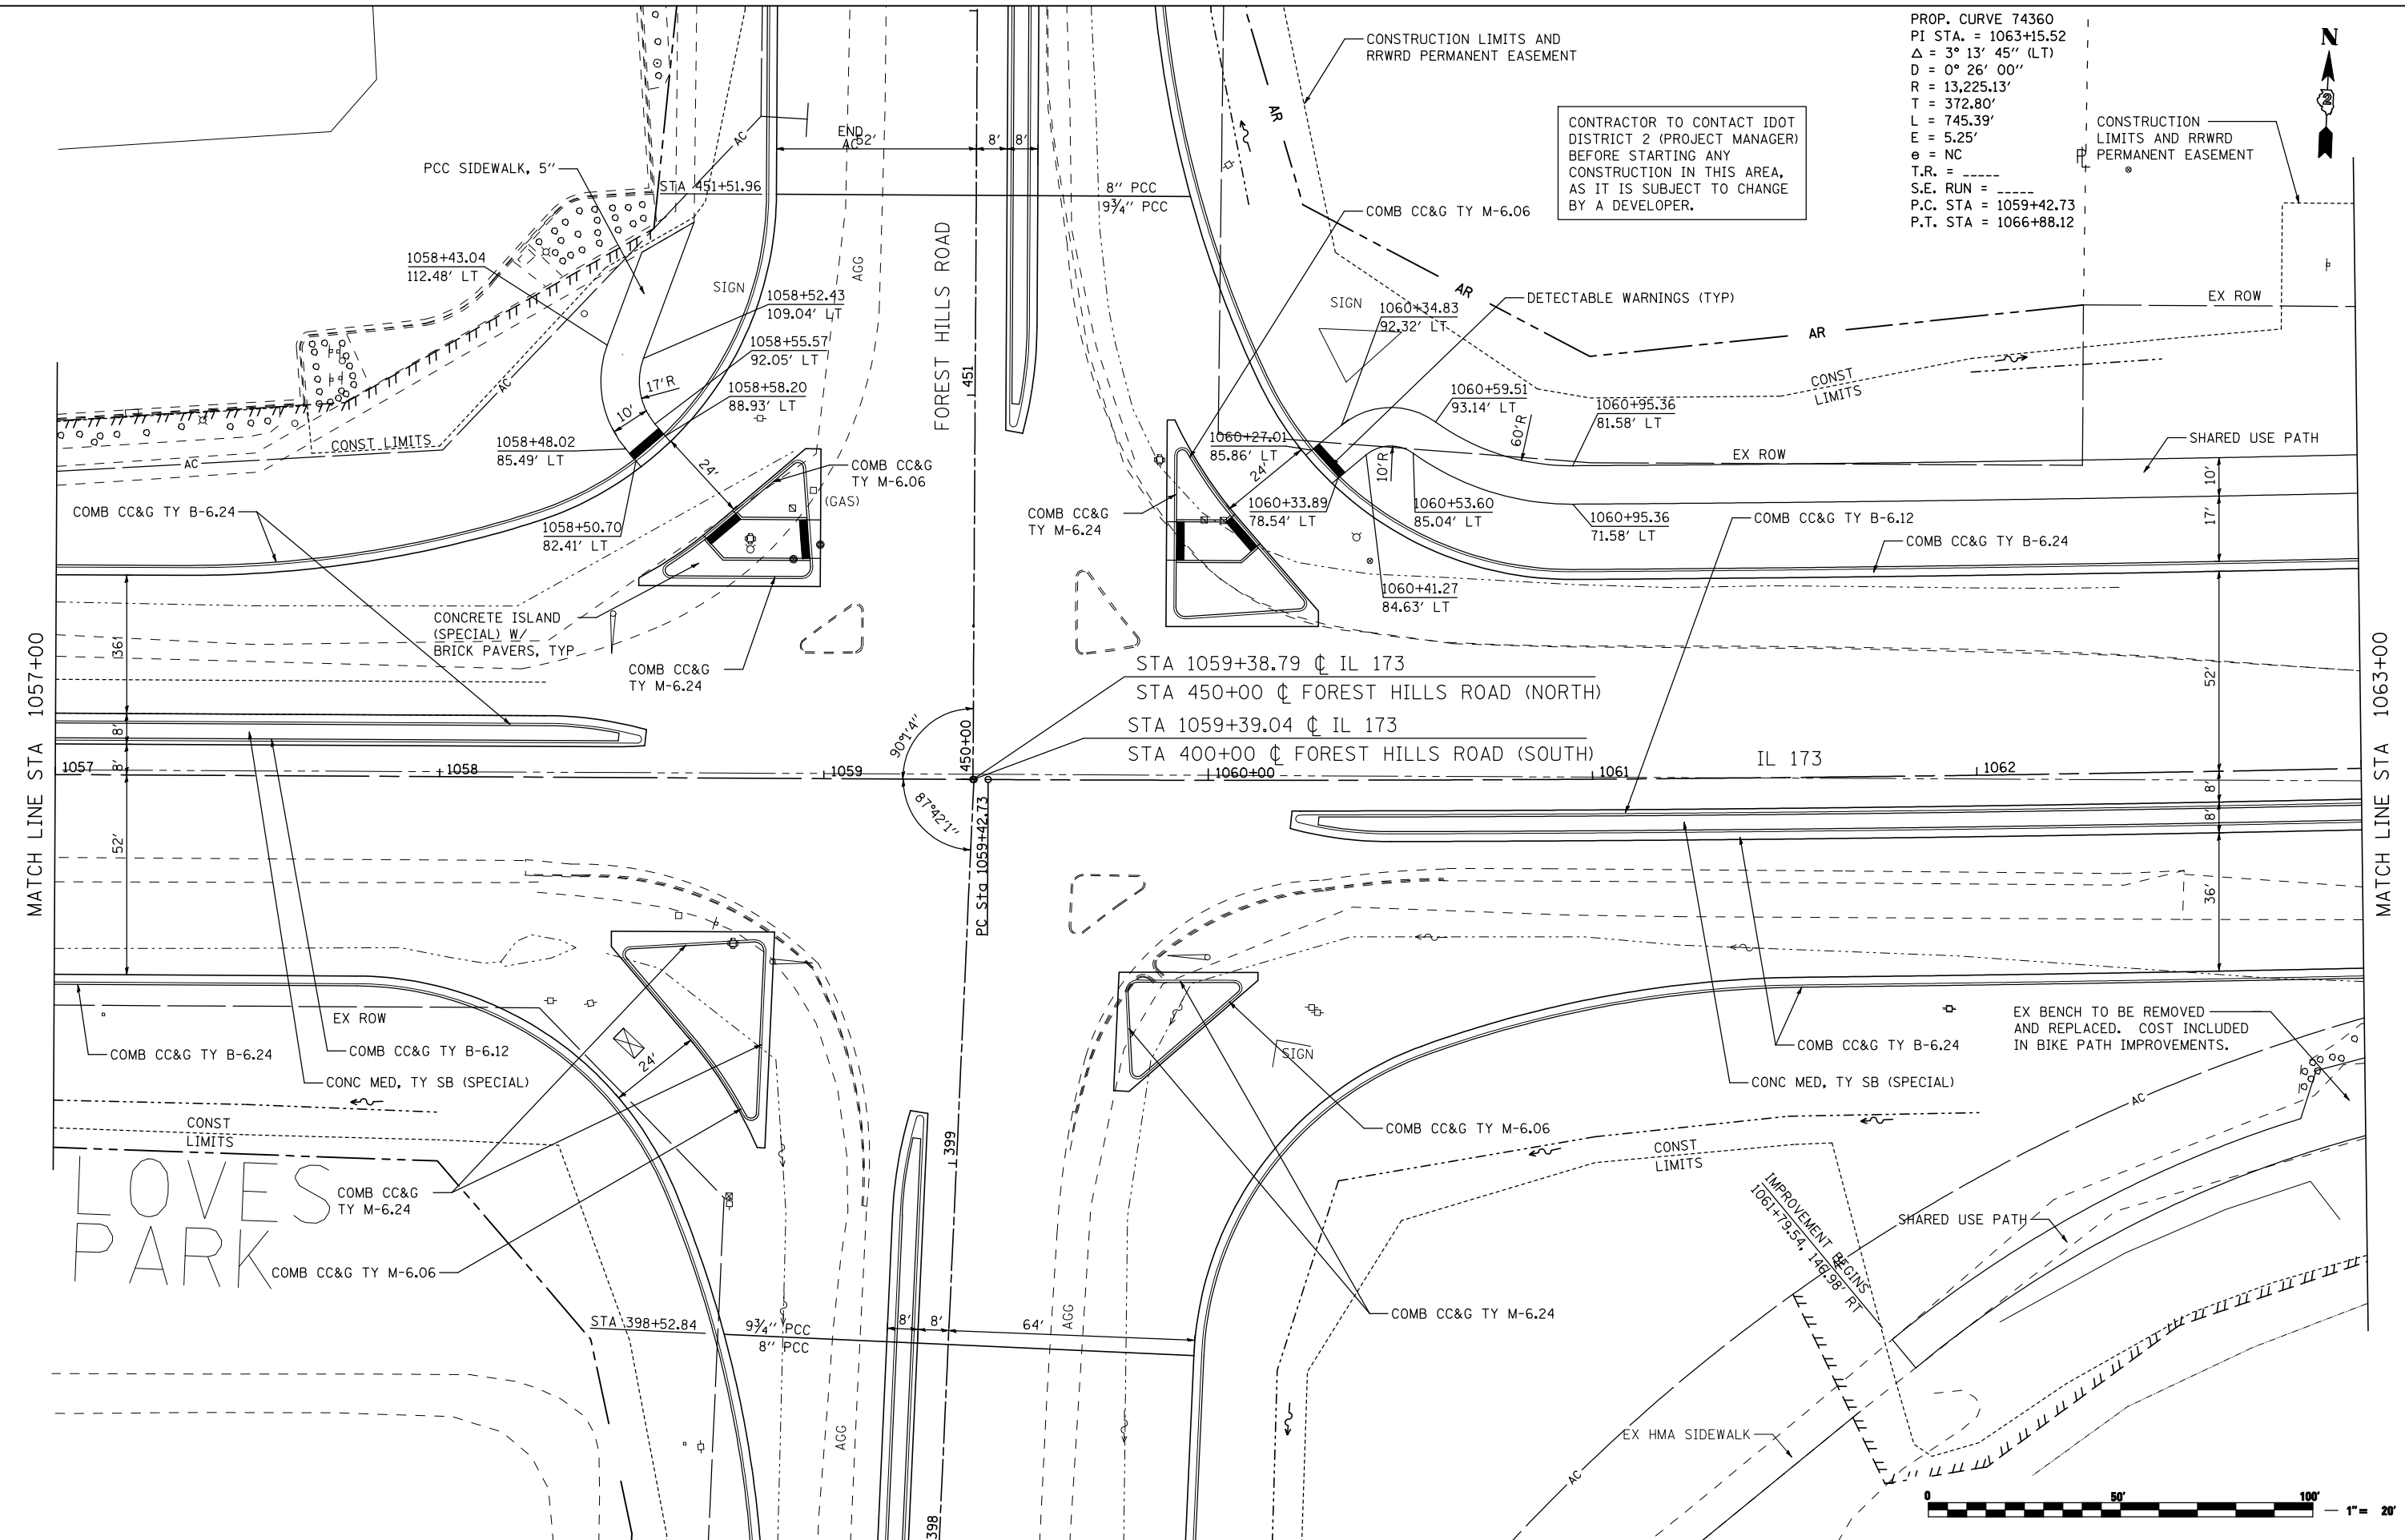 PROP. CURVE 74360
PI STA. = 1063+15.52
Δ = 3° 13' 45" (LT)
D = 0° 26' 00"
R = 13,225.13'
T = 372.80'
L = 745.39'
E = 5.25'
e = NC
T.R. = _____
S.E. RUN = _____
P.C. STA = 1059+42.73
P.T. STA = 1066+88.12
N
2
CONSTRUCTION
LIMITS AND RRWRD
PERMANENT EASEMENT
CONSTRUCTION LIMITS AND
RRWRD PERMANENT EASEMENT
CONTRACTOR TO CONTACT IDOT
DISTRICT 2 (PROJECT MANAGER)
BEFORE STARTING ANY
CONSTRUCTION IN THIS AREA,
AS IT IS SUBJECT TO CHANGE
BY A DEVELOPER.
AR
AC
END
AC
52'
8'
8'
PCC SIDEWALK, 5"
STA 451+51.96
8" PCC
9¾" PCC
COMB CC&G TY M-6.06
1058+43.04
112.48' LT
SIGN
AGG
FOREST HILLS ROAD
1058+52.43
109.04' LT
1058+55.57
92.05' LT
1058+58.20
88.93' LT
17'R
10'
451
SIGN
AR
DETECTABLE WARNINGS (TYP)
1060+34.83
92.32' LT
AR
EX ROW
CONST
LIMITS
1060+59.51
93.14' LT
1060+95.36
81.58' LT
60'R
SHARED USE PATH
AC
CONST LIMITS
AC
1058+48.02
85.49' LT
24'
COMB CC&G
TY M-6.06
(GAS)
1060+27.01
85.86' LT
24'
10'R
EX ROW
10'
17'
COMB CC&G TY B-6.24
1058+50.70
82.41' LT
COMB CC&G
TY M-6.24
1060+33.89
78.54' LT
1060+53.60
85.04' LT
1060+95.36
71.58' LT
COMB CC&G TY B-6.12
COMB CC&G TY B-6.24
1060+41.27
84.63' LT
CONCRETE ISLAND
(SPECIAL) W/
BRICK PAVERS, TYP
COMB CC&G
TY M-6.24
36'
MATCH LINE STA 1057+00
MATCH LINE STA 1063+00
STA 1059+38.79 ℄ IL 173
STA 450+00 ℄ FOREST HILLS ROAD (NORTH)
STA 1059+39.04 ℄ IL 173
STA 400+00 ℄ FOREST HILLS ROAD (SOUTH)
52'
8'
8'
90°1'4"
450+00
IL 173
1057
1058
1059
1060+00
1061
1062
8'
8'
87°42'1"
PC Sta 1059+42.73
52'
36'
EX ROW
COMB CC&G TY B-6.24
COMB CC&G TY B-6.12
CONC MED, TY SB (SPECIAL)
24'
SIGN
COMB CC&G TY B-6.24
CONC MED, TY SB (SPECIAL)
EX BENCH TO BE REMOVED
AND REPLACED. COST INCLUDED
IN BIKE PATH IMPROVEMENTS.
AC
CONST
LIMITS
COMB CC&G TY M-6.06
CONST
LIMITS
399
LOVES
PARK
COMB CC&G
TY M-6.24
COMB CC&G TY M-6.06
IMPROVEMENT BEGINS
1061+79.54, 146.98' RT
SHARED USE PATH
STA 398+52.84
9¾" PCC
8" PCC
8'
8'
64'
AGG
COMB CC&G TY M-6.24
AGG
EX HMA SIDEWALK
AC
398
0
50'
100'
1" = 20'